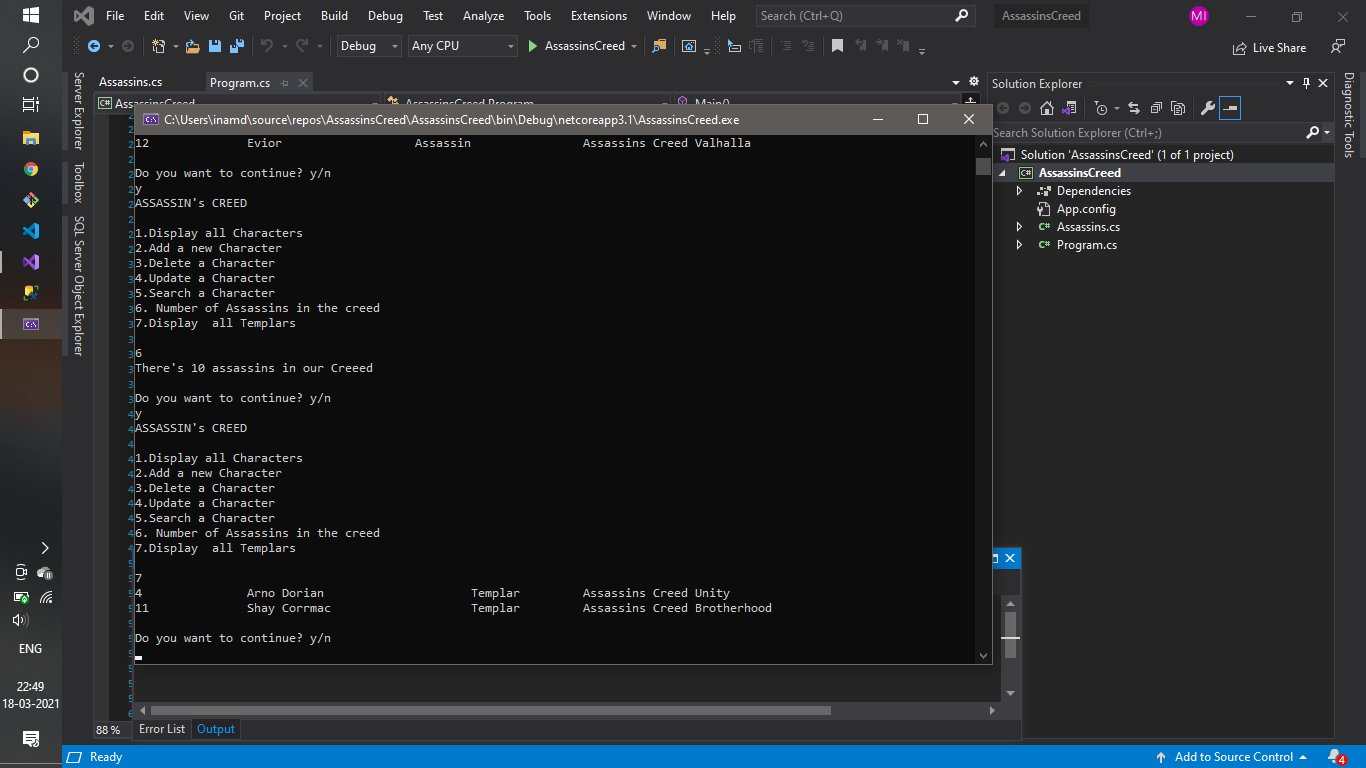 File Edit View Git Project Build Debug Test Analyze Tools Extensions Window Help Search (Ctrl+Q) AssassinsCreed MI
Debug Any CPU AssassinsCreed Live Share
Server Explorer
Toolbox
SQL Server Object Explorer
Assassins.cs Program.cs
C# AssassinsCreed AssassinsCreed.Program Main()
C:\Users\inamd\source\repos\AssassinsCreed\AssassinsCreed\bin\Debug\netcoreapp3.1\AssassinsCreed.exe
12 Evior Assassin Assassins Creed Valhalla
Do you want to continue? y/n
y
ASSASSIN's CREED
1.Display all Characters
2.Add a new Character
3.Delete a Character
4.Update a Character
5.Search a Character
6. Number of Assassins in the creed
7.Display  all Templars
6
There's 10 assassins in our Creeed
Do you want to continue? y/n
y
ASSASSIN's CREED
1.Display all Characters
2.Add a new Character
3.Delete a Character
4.Update a Character
5.Search a Character
6. Number of Assassins in the creed
7.Display  all Templars
7
4 Arno Dorian Templar Assassins Creed Unity
11 Shay Corrmac Templar Assassins Creed Brotherhood
Do you want to continue? y/n
Solution Explorer
Search Solution Explorer (Ctrl+;)
Solution 'AssassinsCreed' (1 of 1 project)
C# AssassinsCreed
Dependencies
App.config
C# Assassins.cs
C# Program.cs
Diagnostic Tools
88 % Error List Output
Ready Add to Source Control 4
ENG
22:49
18-03-2021